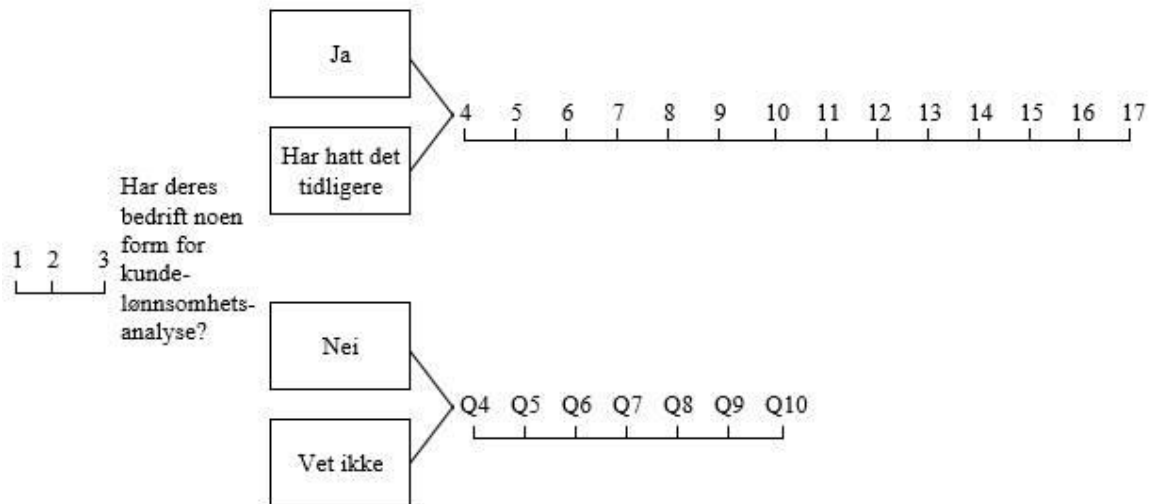 1 2 3
Har deres
bedrift noen
form for
kunde-
lønnsomhets-
analyse?
Ja
Har hatt det
tidligere
4 5 6 7 8 9 10 11 12 13 14 15 16 17
Nei
Vet ikke
Q4 Q5 Q6 Q7 Q8 Q9 Q10